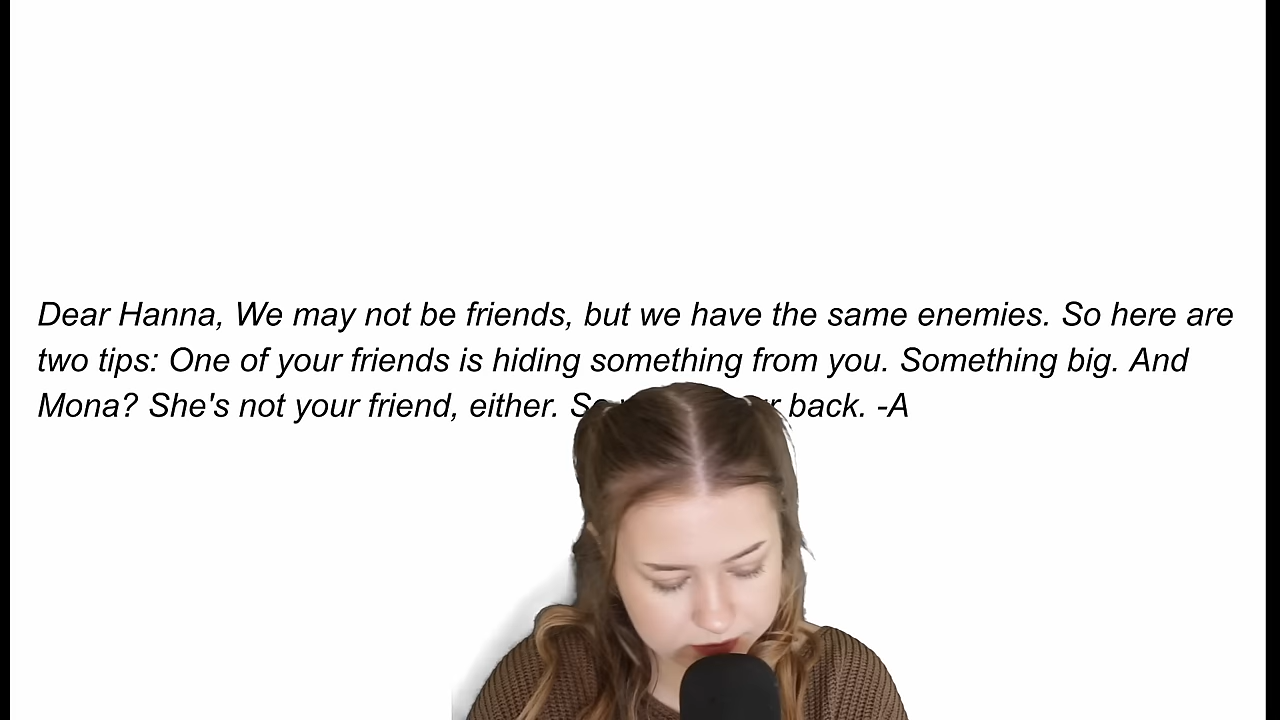 Dear Hanna, We may not be friends, but we have the same enemies. So here are
two tips: One of your friends is hiding something from you. Something big. And
Mona? She's not your friend, either. So back. -A